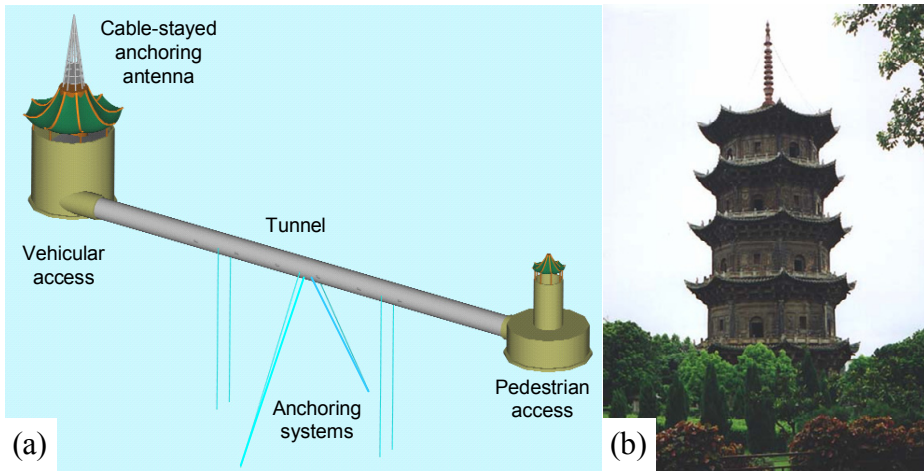 Cable-stayed
anchoring
antenna
Tunnel
Vehicular
access
Anchoring
systems
Pedestrian
access
(a)
(b)